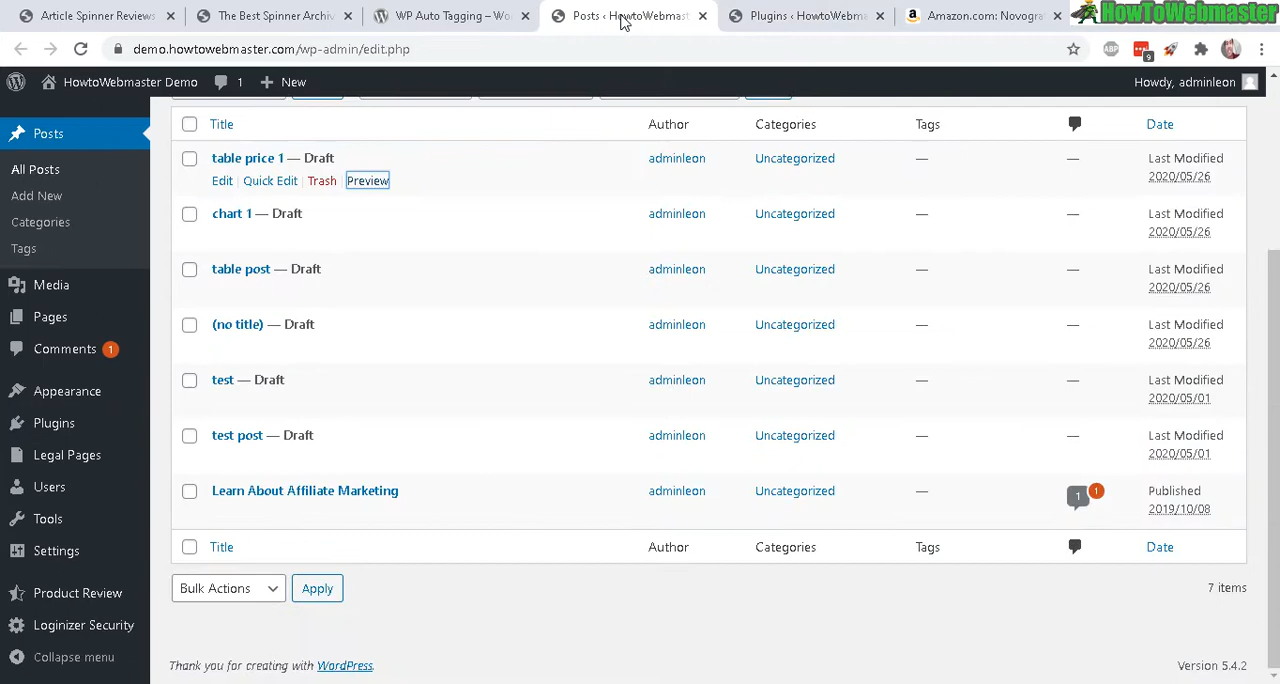 Article Spinner Reviews
The Best Spinner Archiv
WP Auto Tagging – Wo
Posts ‹ HowtoWebmast
Plugins ‹ HowtoWebma
Amazon.com: Novogra
HowToWebmaster
demo.howtowebmaster.com/wp-admin/edit.php
ABP
9
HowtoWebmaster Demo
1
New
Howdy, adminleon
Posts
All Posts
Add New
Categories
Tags
Media
Pages
Comments 1
Appearance
Plugins
Legal Pages
Users
Tools
Settings
Product Review
Loginizer Security
Collapse menu
Title Author Categories Tags Date
table price 1 — Draft adminleon Uncategorized — — Last Modified
2020/05/26
Edit | Quick Edit | Trash | Preview
chart 1 — Draft adminleon Uncategorized — — Last Modified
2020/05/26
table post — Draft adminleon Uncategorized — — Last Modified
2020/05/26
(no title) — Draft adminleon Uncategorized — — Last Modified
2020/05/26
test — Draft adminleon Uncategorized — — Last Modified
2020/05/01
test post — Draft adminleon Uncategorized — — Last Modified
2020/05/01
Learn About Affiliate Marketing adminleon Uncategorized — 1 1 Published
2019/10/08
Title Author Categories Tags Date
Bulk Actions Apply 7 items
Thank you for creating with WordPress. Version 5.4.2